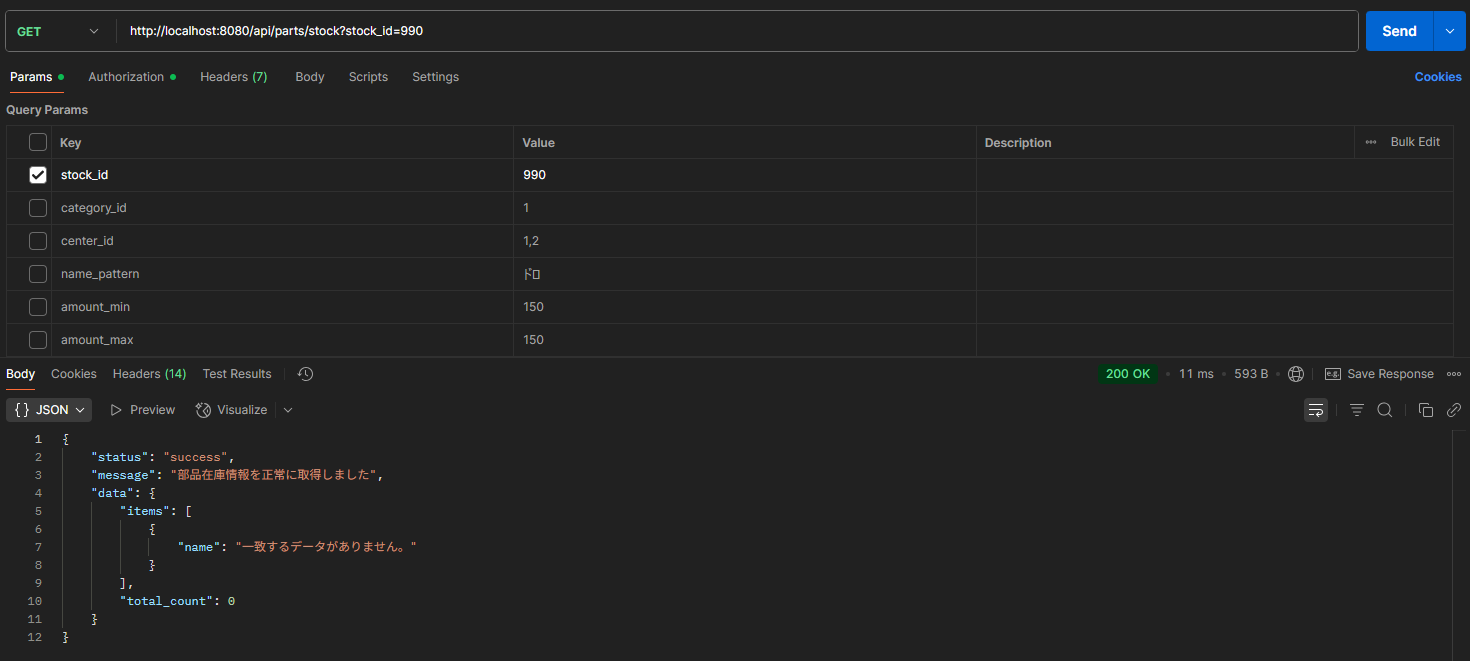 GET http://localhost:8080/api/parts/stock?stock_id=990 Send
Params Authorization Headers (7) Body Scripts Settings Cookies
Query Params
Key Value Description Bulk Edit
stock_id 990
category_id 1
center_id 1,2
name_pattern
amount_min 150
amount_max 150
Body Cookies Headers (14) Test Results 200 OK 11 ms 593 B e.g. Save Response
{} JSON Preview Visualize
1 {
2 "status": "success",
3 "message": "部品在庫情報を正常に取得しました",
4 "data": {
5 "items": [
6 {
7 "name": "一致するデータがありません。"
8 }
9 ],
10 "total_count": 0
11 }
12 }